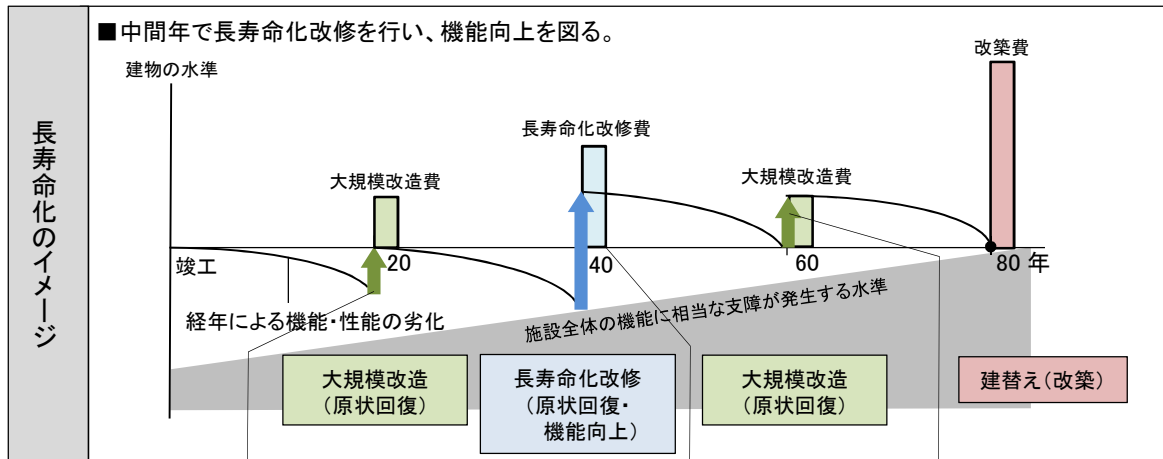 長寿命化のイメージ
■中間年で長寿命化改修を行い、機能向上を図る。
建物の水準
改築費
長寿命化改修費
大規模改造費
大規模改造費
竣工
20
40
60
80 年
経年による機能・性能の劣化
施設全体の機能に相当な支障が発生する水準
大規模改造
（原状回復）
長寿命化改修
（原状回復・
機能向上）
大規模改造
（原状回復）
建替え（改築）